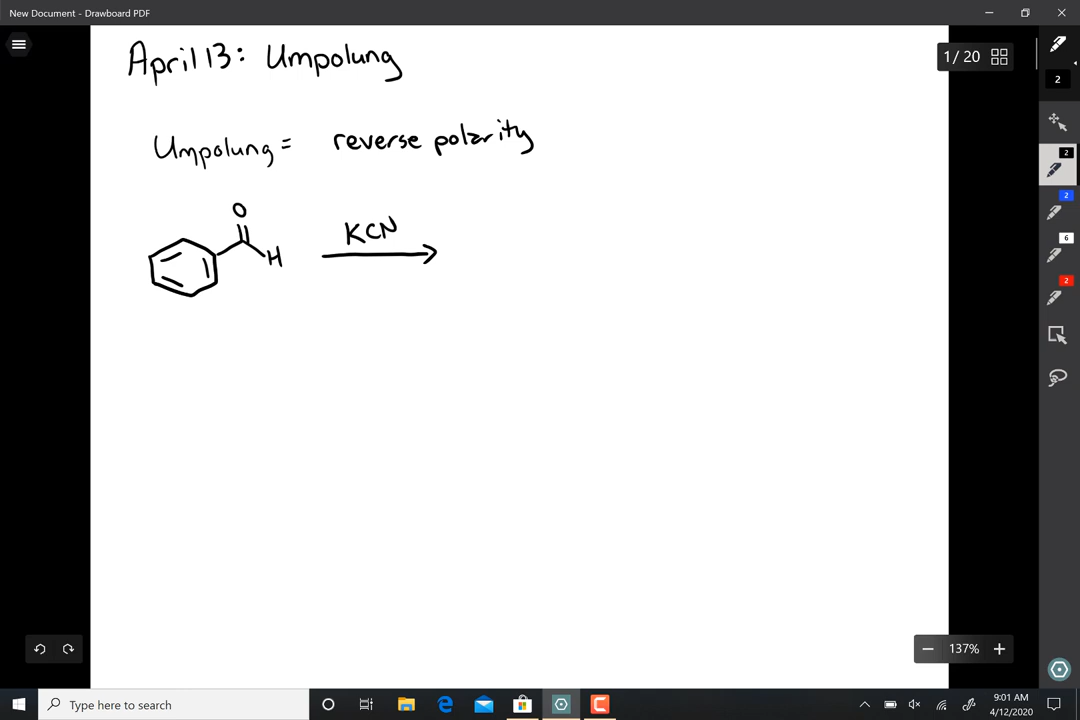 New Document - Drawboard PDF
April 13: Umpolung
1 / 20
2
Umpolung = reverse polarity
2
2
O
KCN
H
6
2
137%
Type here to search
9:01 AM
4/12/2020